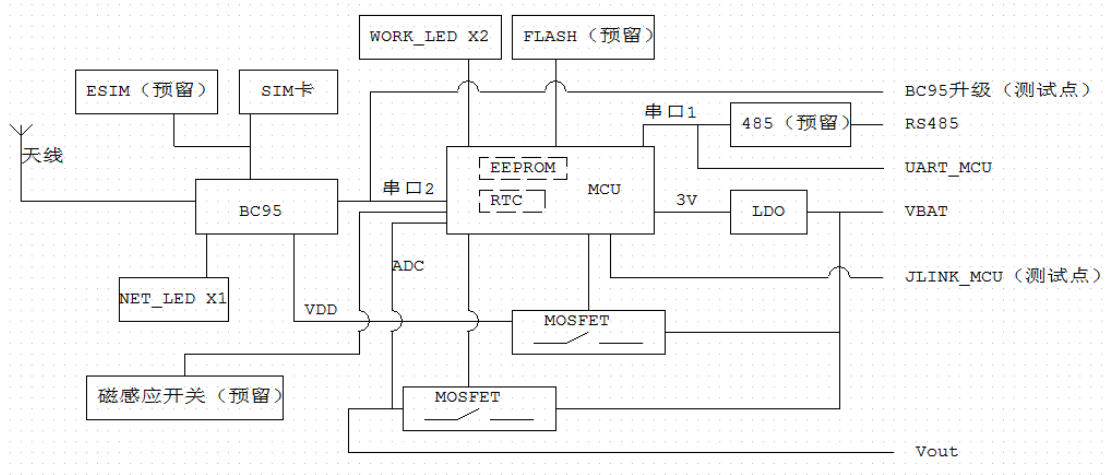 WORK_LED X2
FLASH（预留）
ESIM（预留）
SIM卡
BC95升级（测试点）
串口1
485（预留）
RS485
天线
EEPROM
UART_MCU
串口2
MCU
RTC
3V
BC95
LDO
VBAT
ADC
JLINK_MCU（测试点）
NET_LED X1
VDD
MOSFET
磁感应开关（预留）
MOSFET
Vout